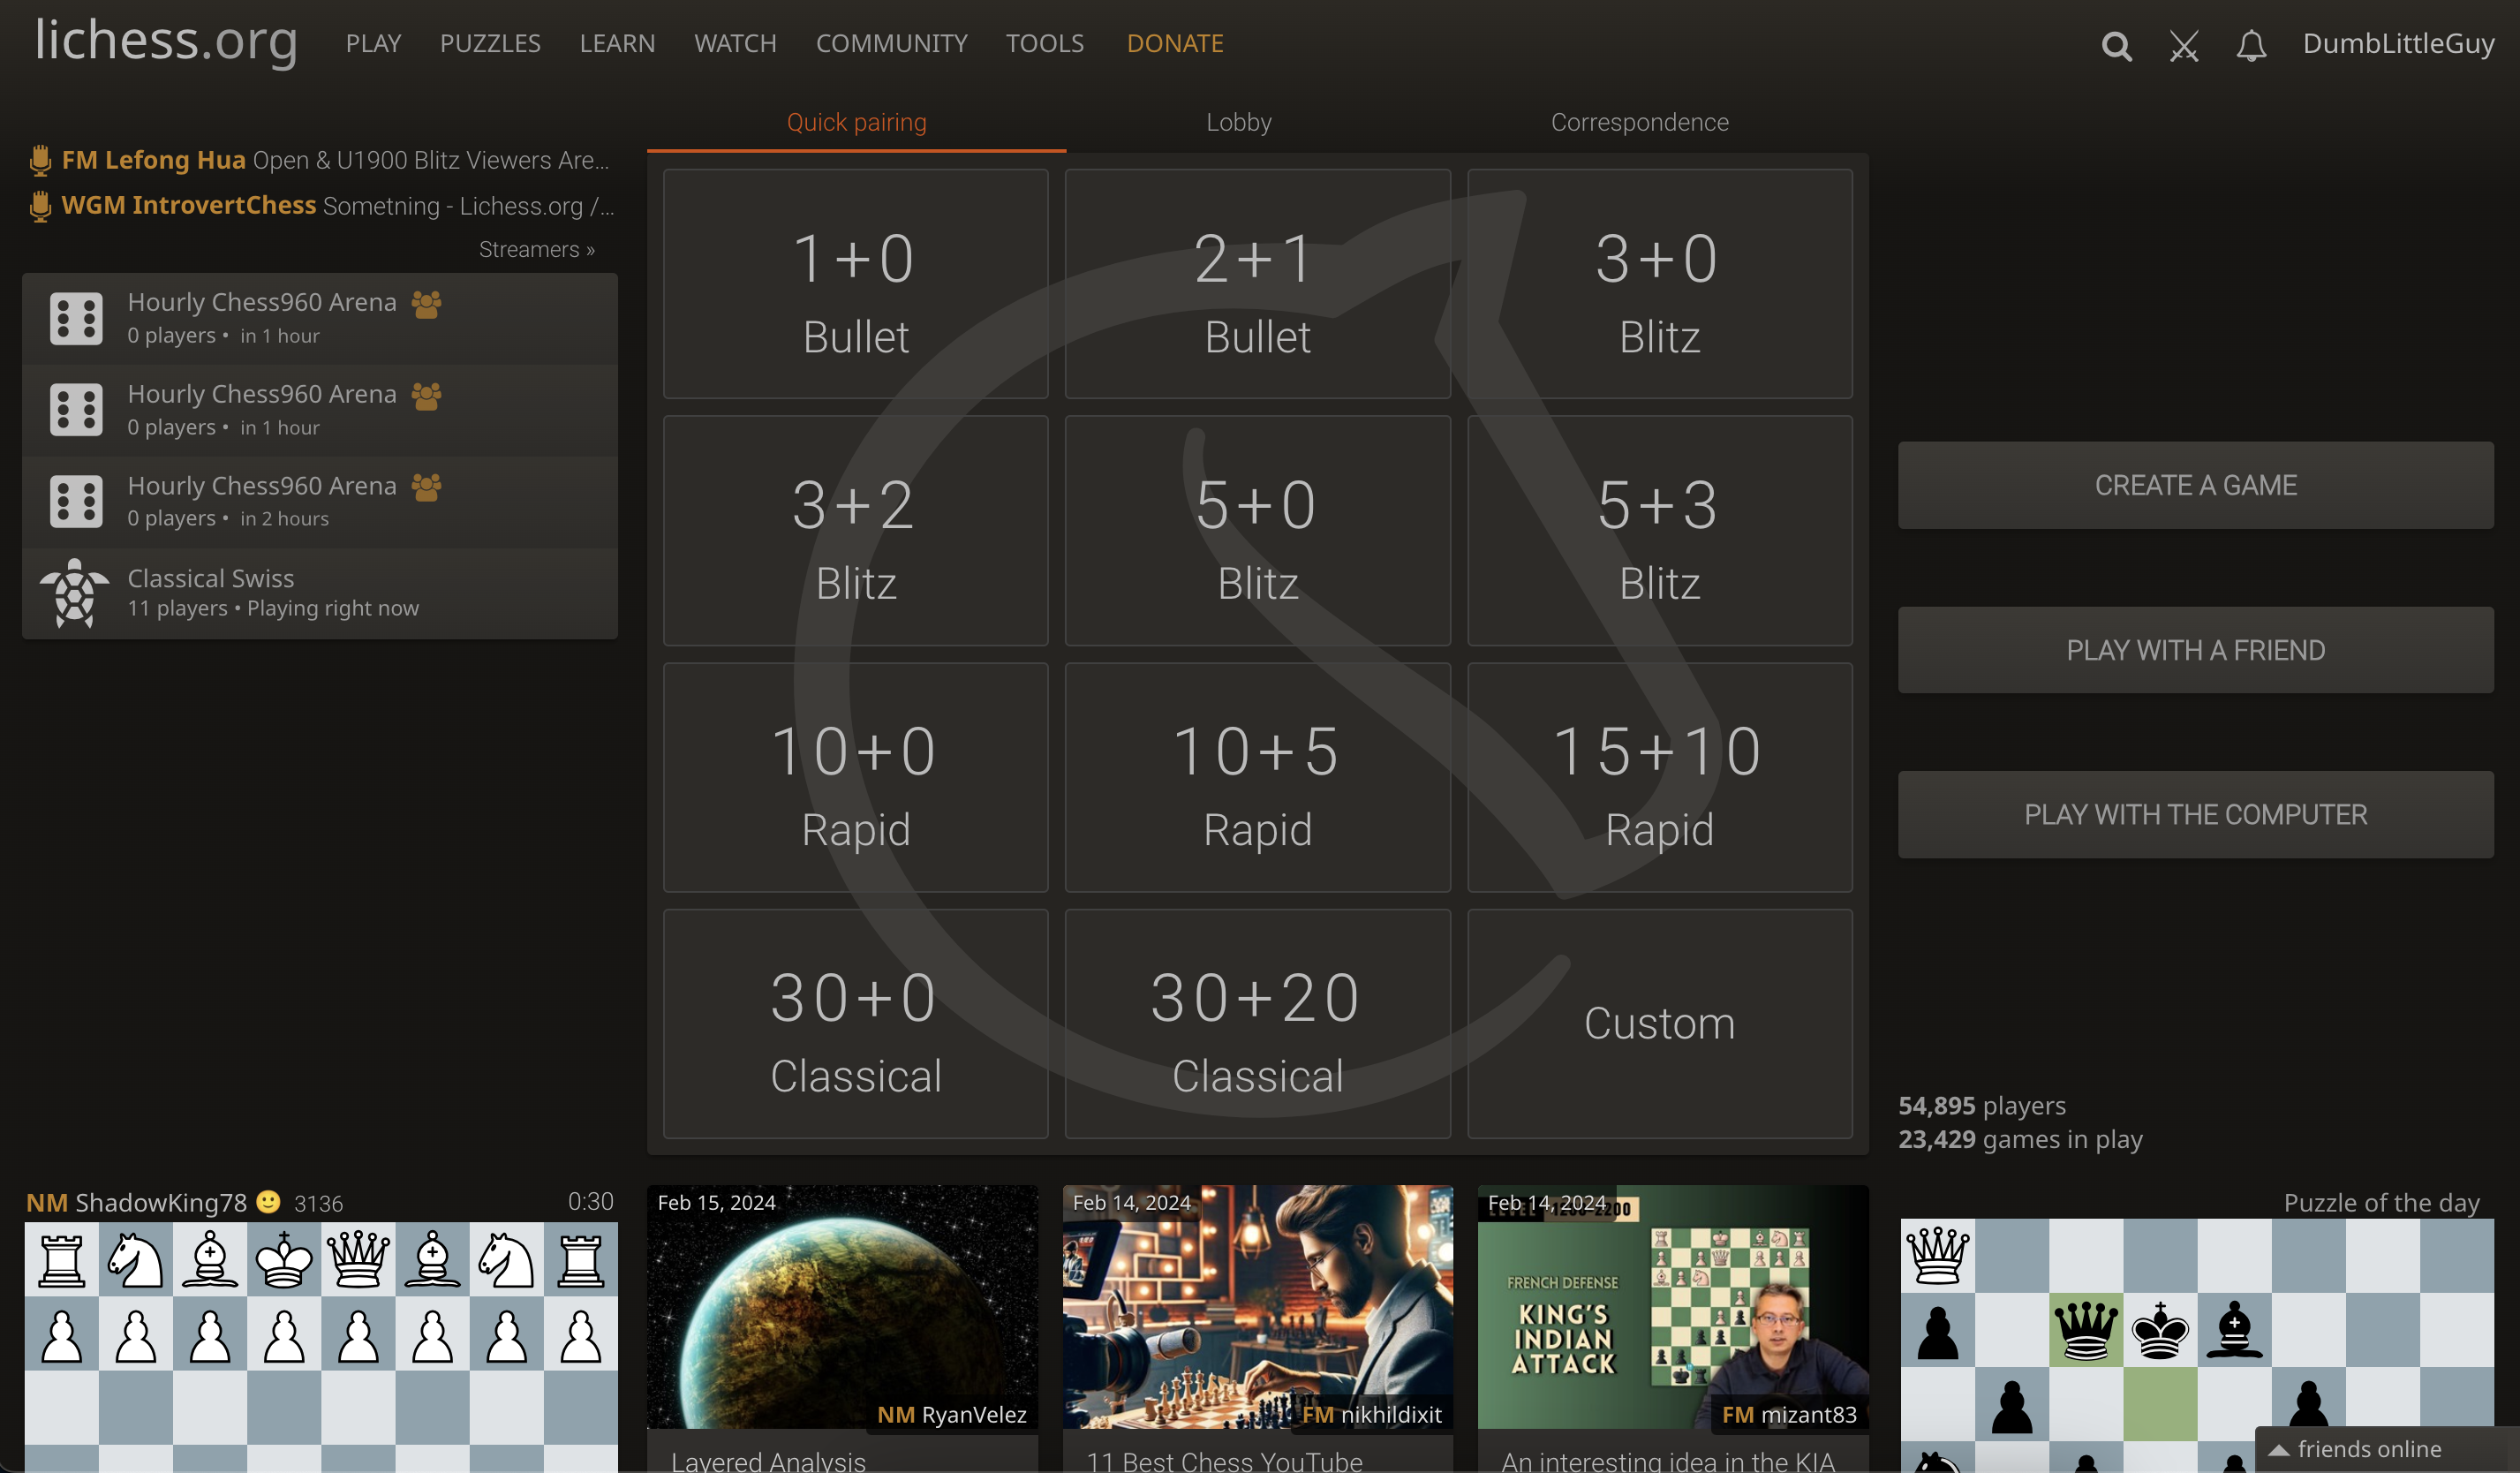 lichess.org
PLAY
PUZZLES
LEARN
WATCH
COMMUNITY
TOOLS
DONATE
DumbLittleGuy
FM Lefong Hua Open & U1900 Blitz Viewers Are...
WGM IntrovertChess Sometning - Lichess.org /...
Streamers »
Hourly Chess960 Arena
0 players • in 1 hour
Hourly Chess960 Arena
0 players • in 1 hour
Hourly Chess960 Arena
0 players • in 2 hours
Classical Swiss
11 players • Playing right now
Quick pairing
Lobby
Correspondence
1+0
Bullet
2+1
Bullet
3+0
Blitz
3+2
Blitz
5+0
Blitz
5+3
Blitz
10+0
Rapid
10+5
Rapid
15+10
Rapid
30+0
Classical
30+20
Classical
Custom
CREATE A GAME
PLAY WITH A FRIEND
PLAY WITH THE COMPUTER
54,895 players
23,429 games in play
NM ShadowKing78 3136
0:30
Feb 15, 2024
NM RyanVelez
Layered Analysis
Feb 14, 2024
FM nikhildixit
11 Best Chess YouTube
Feb 14, 2024
FRENCH DEFENSE
KING'S
INDIAN
ATTACK
FM mizant83
An interesting idea in the KIA
Puzzle of the day
friends online